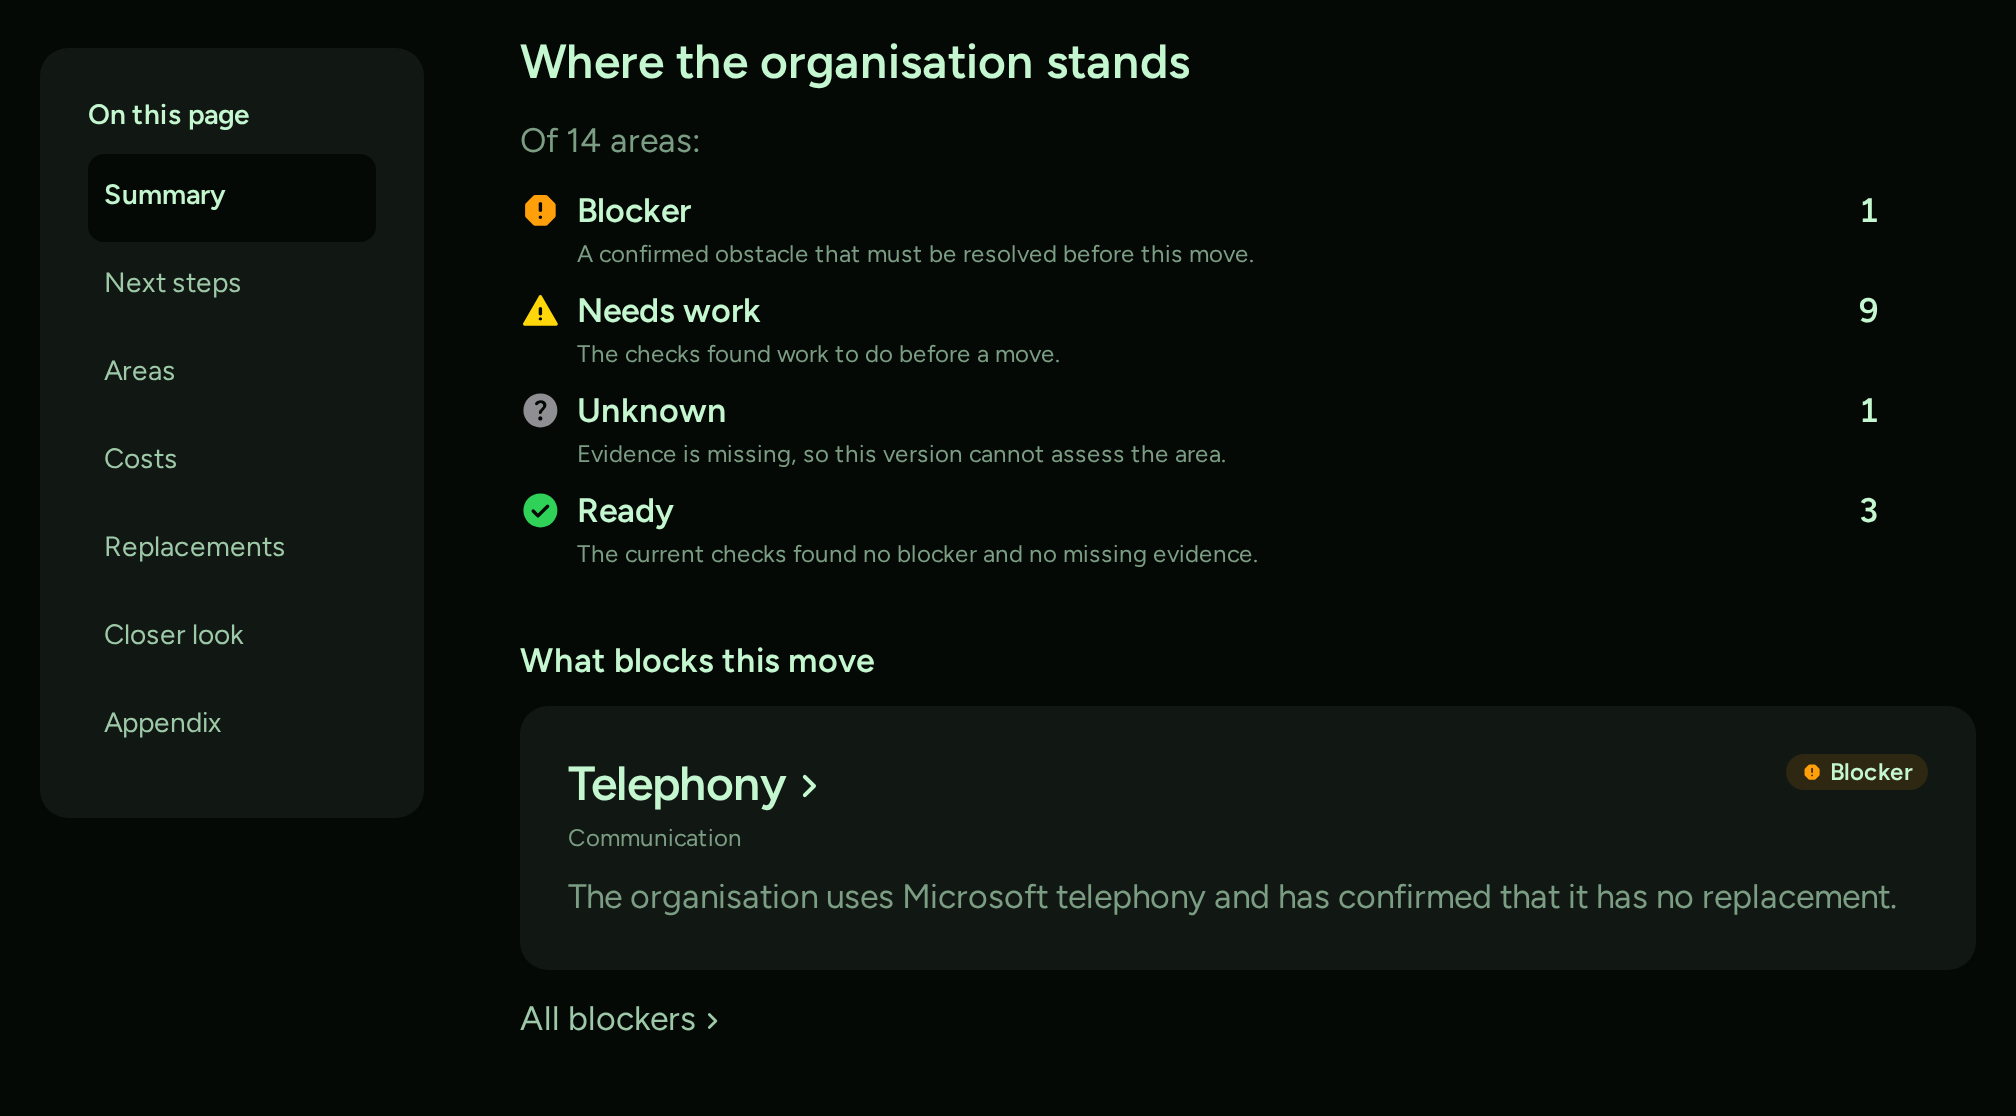 On this page
Summary
Next steps
Areas
Costs
Replacements
Closer look
Appendix
Where the organisation stands
Of 14 areas:
Blocker 1
A confirmed obstacle that must be resolved before this move.
Needs work 9
The checks found work to do before a move.
Unknown 1
Evidence is missing, so this version cannot assess the area.
Ready 3
The current checks found no blocker and no missing evidence.
What blocks this move
Telephony
Blocker
Communication
The organisation uses Microsoft telephony and has confirmed that it has no replacement.
All blockers